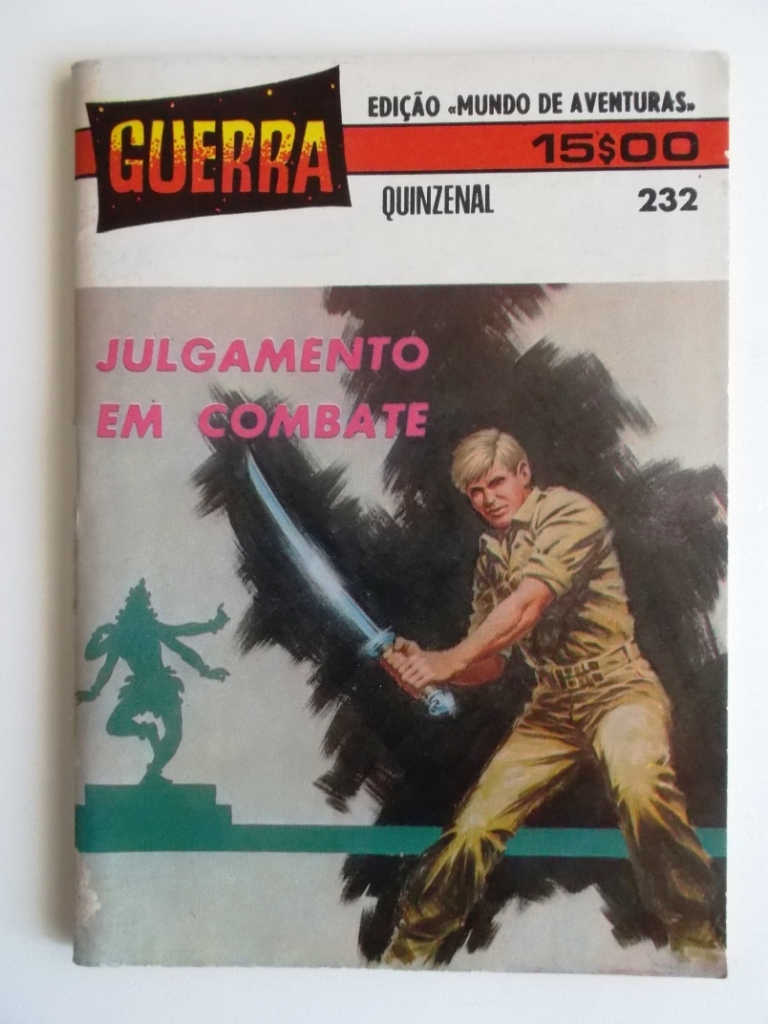 GUERRA
EDIÇÃO «MUNDO DE AVENTURAS»
15$00
QUINZENAL 232
JULGAMENTO
EM COMBATE